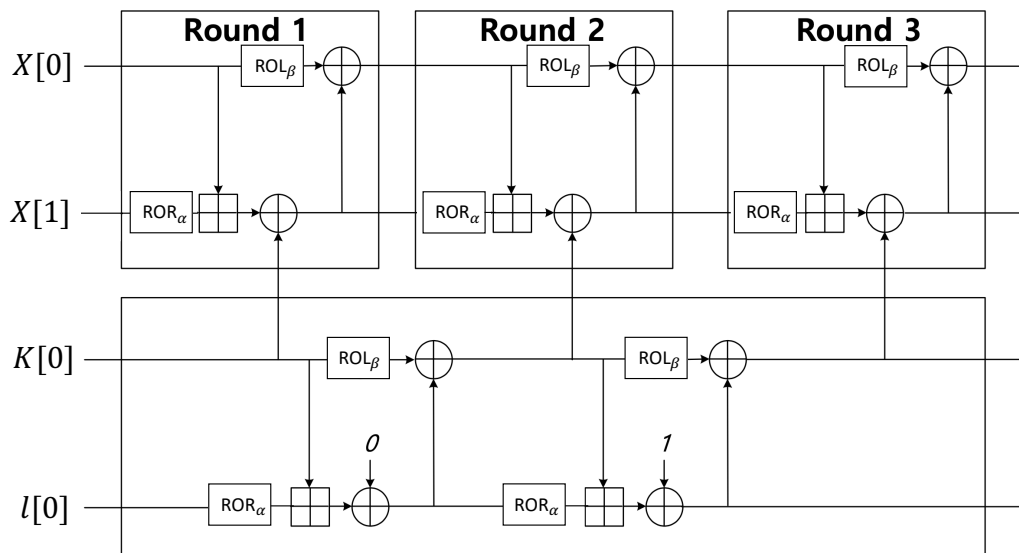 Round 1 Round 2 Round 3
X[0] ROLβ ROLβ ROLβ
X[1] RORα RORα RORα
K[0] ROLβ ROLβ
0 1
l[0] RORα RORα